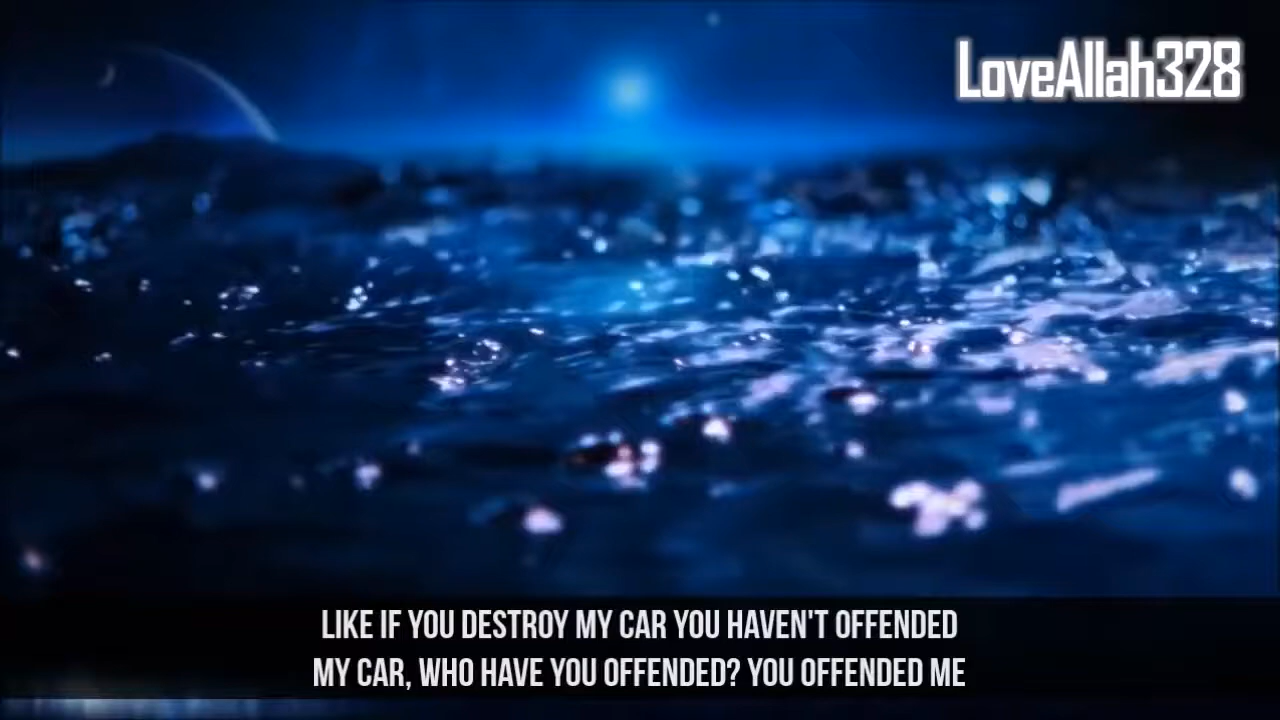 LoveAllah328
LIKE IF YOU DESTROY MY CAR YOU HAVEN'T OFFENDED
MY CAR, WHO HAVE YOU OFFENDED? YOU OFFENDED ME